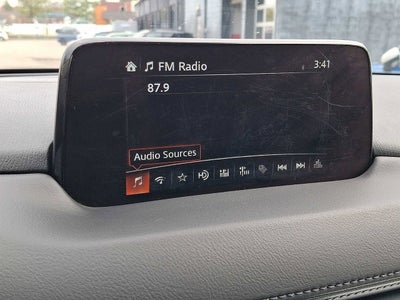 FM Radio 3:41
87.9
Audio Sources